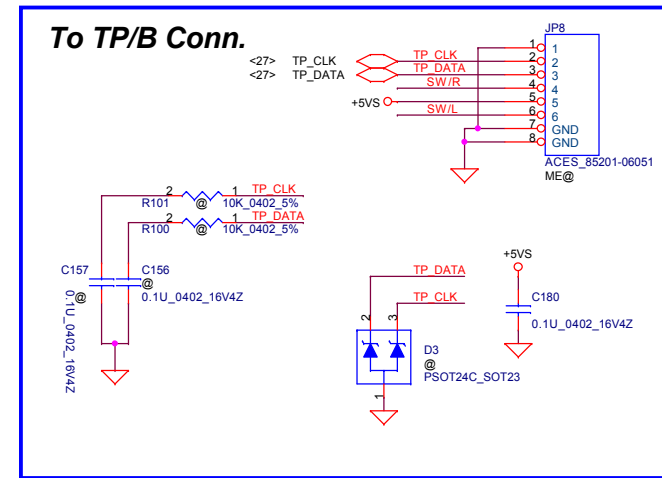 To TP/B Conn.
JP8
<27> TP_CLK TP_CLK
<27> TP_DATA TP_DATA
SW/R
+5VS
SW/L
1 1
2 2
3 3
4 4
5 5
6 6
7 GND
8 GND
ACES_85201-06051
ME@
2 1 TP_CLK
R101 @ 10K_0402_5%
2 1 TP_DATA
R100 @ 10K_0402_5%
C157
@
0.1U_0402_16V4Z
C156
@
0.1U_0402_16V4Z
TP_DATA
TP_CLK
2 3
D3
@
PSOT24C_SOT23
1
+5VS
C180
0.1U_0402_16V4Z